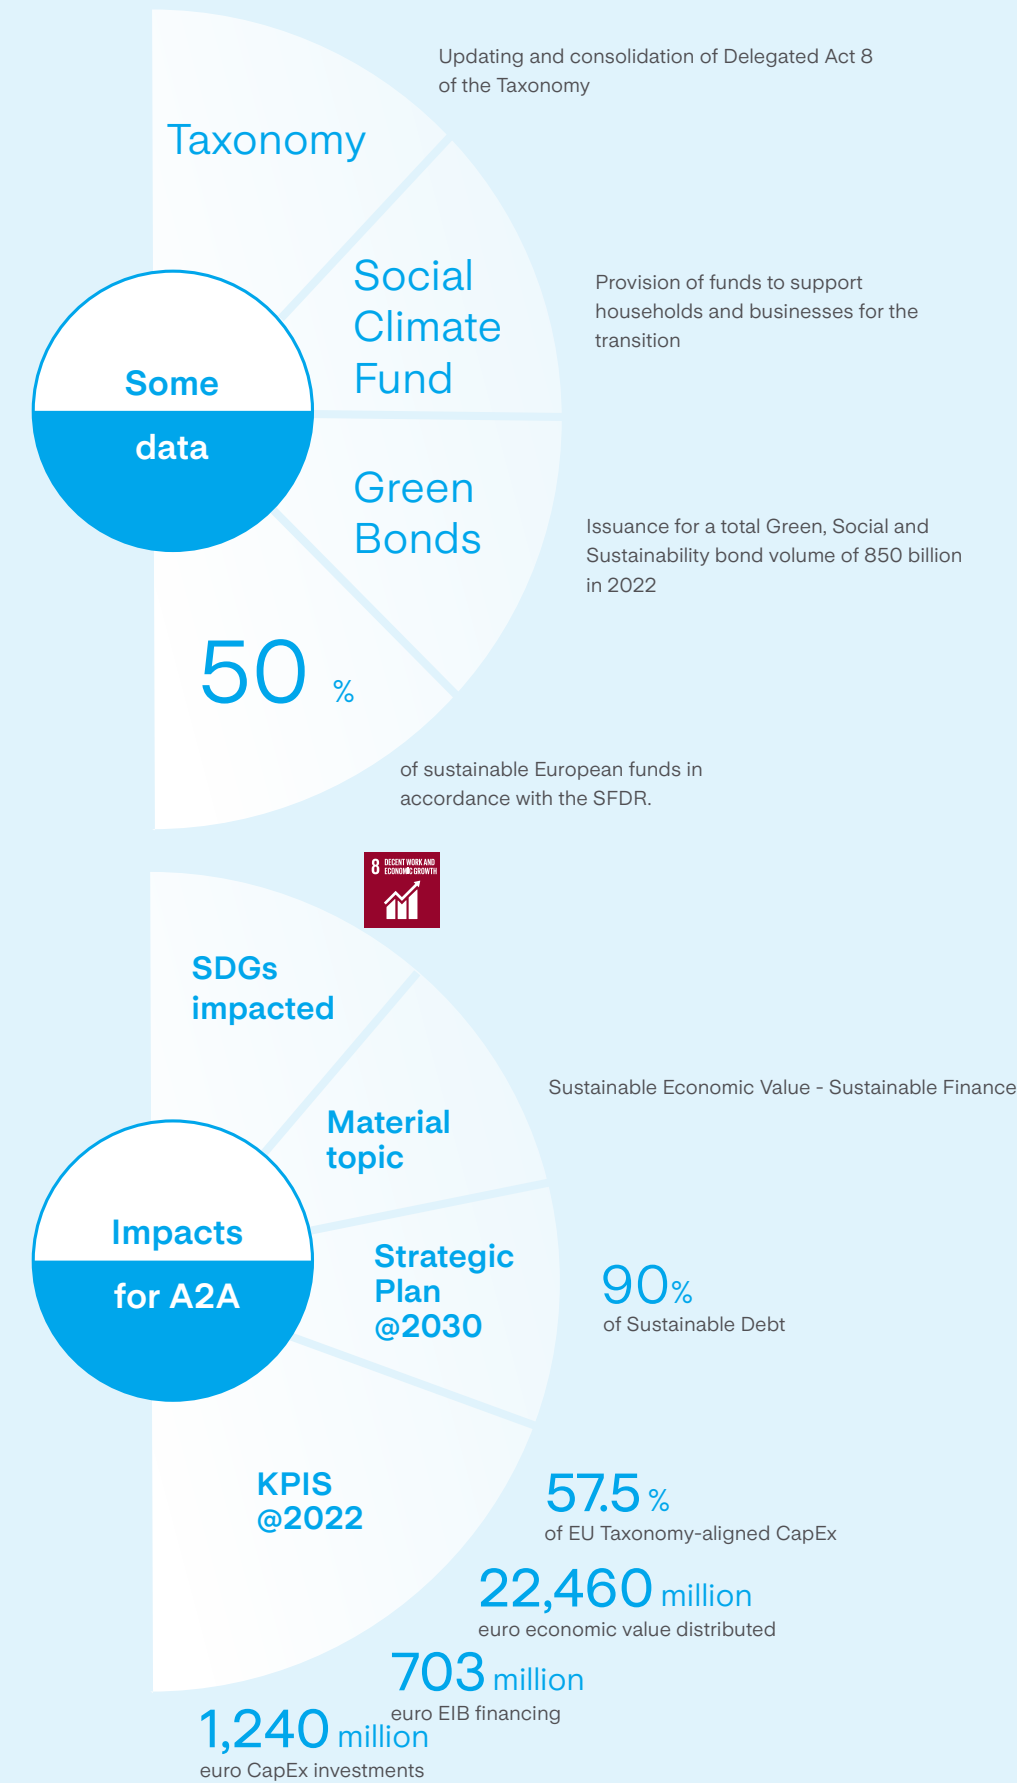 Updating and consolidation of Delegated Act 8
of the Taxonomy
Taxonomy
Social
Climate
Fund
Provision of funds to support
households and businesses for the
transition
Some
data
Green
Bonds
Issuance for a total Green, Social and
Sustainability bond volume of 850 billion
in 2022
50 %
of sustainable European funds in
accordance with the SFDR.
8 DECENT WORK AND
ECONOMIC GROWTH
SDGs
impacted
Material
topic
Sustainable Economic Value - Sustainable Finance
Impacts
for A2A
Strategic
Plan
@2030
90%
of Sustainable Debt
KPIS
@2022
57.5 %
of EU Taxonomy-aligned CapEx
22,460 million
euro economic value distributed
703 million
euro EIB financing
1,240 million
euro CapEx investments